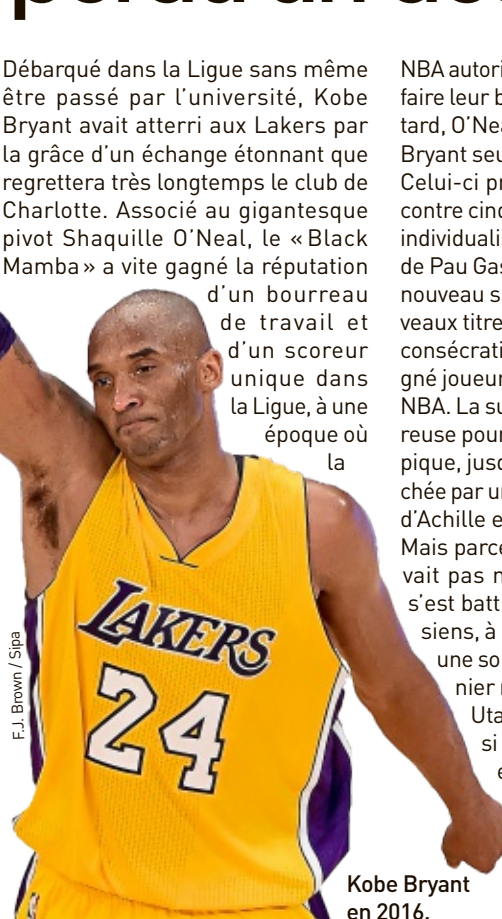 Débarqué dans la Ligue sans même
être passé par l'université, Kobe
Bryant avait atterri aux Lakers par
la grâce d'un échange étonnant que
regrettera très longtemps le club de
Charlotte. Associé au gigantesque
pivot Shaquille O'Neal, le « Black
Mamba » a vite gagné la réputation
d'un bourreau
de travail et
d'un scoreur
unique dans
la Ligue, à une
époque où
la
NBA autori
faire leur b
tard, O'Nea
Bryant seu
Celui-ci pr
contre cinq
individuali
de Pau Gas
nouveau s
veaux titre
consécrati
gné joueur
NBA. La su
reuse pour
pique, jusq
chée par u
d'Achille e
Mais parce
vait pas n
s'est batt
siens, à
une so
nier
Uta
si
LAKERS
24
F.J. Brown / Sipa
Kobe Bryant
en 2016.